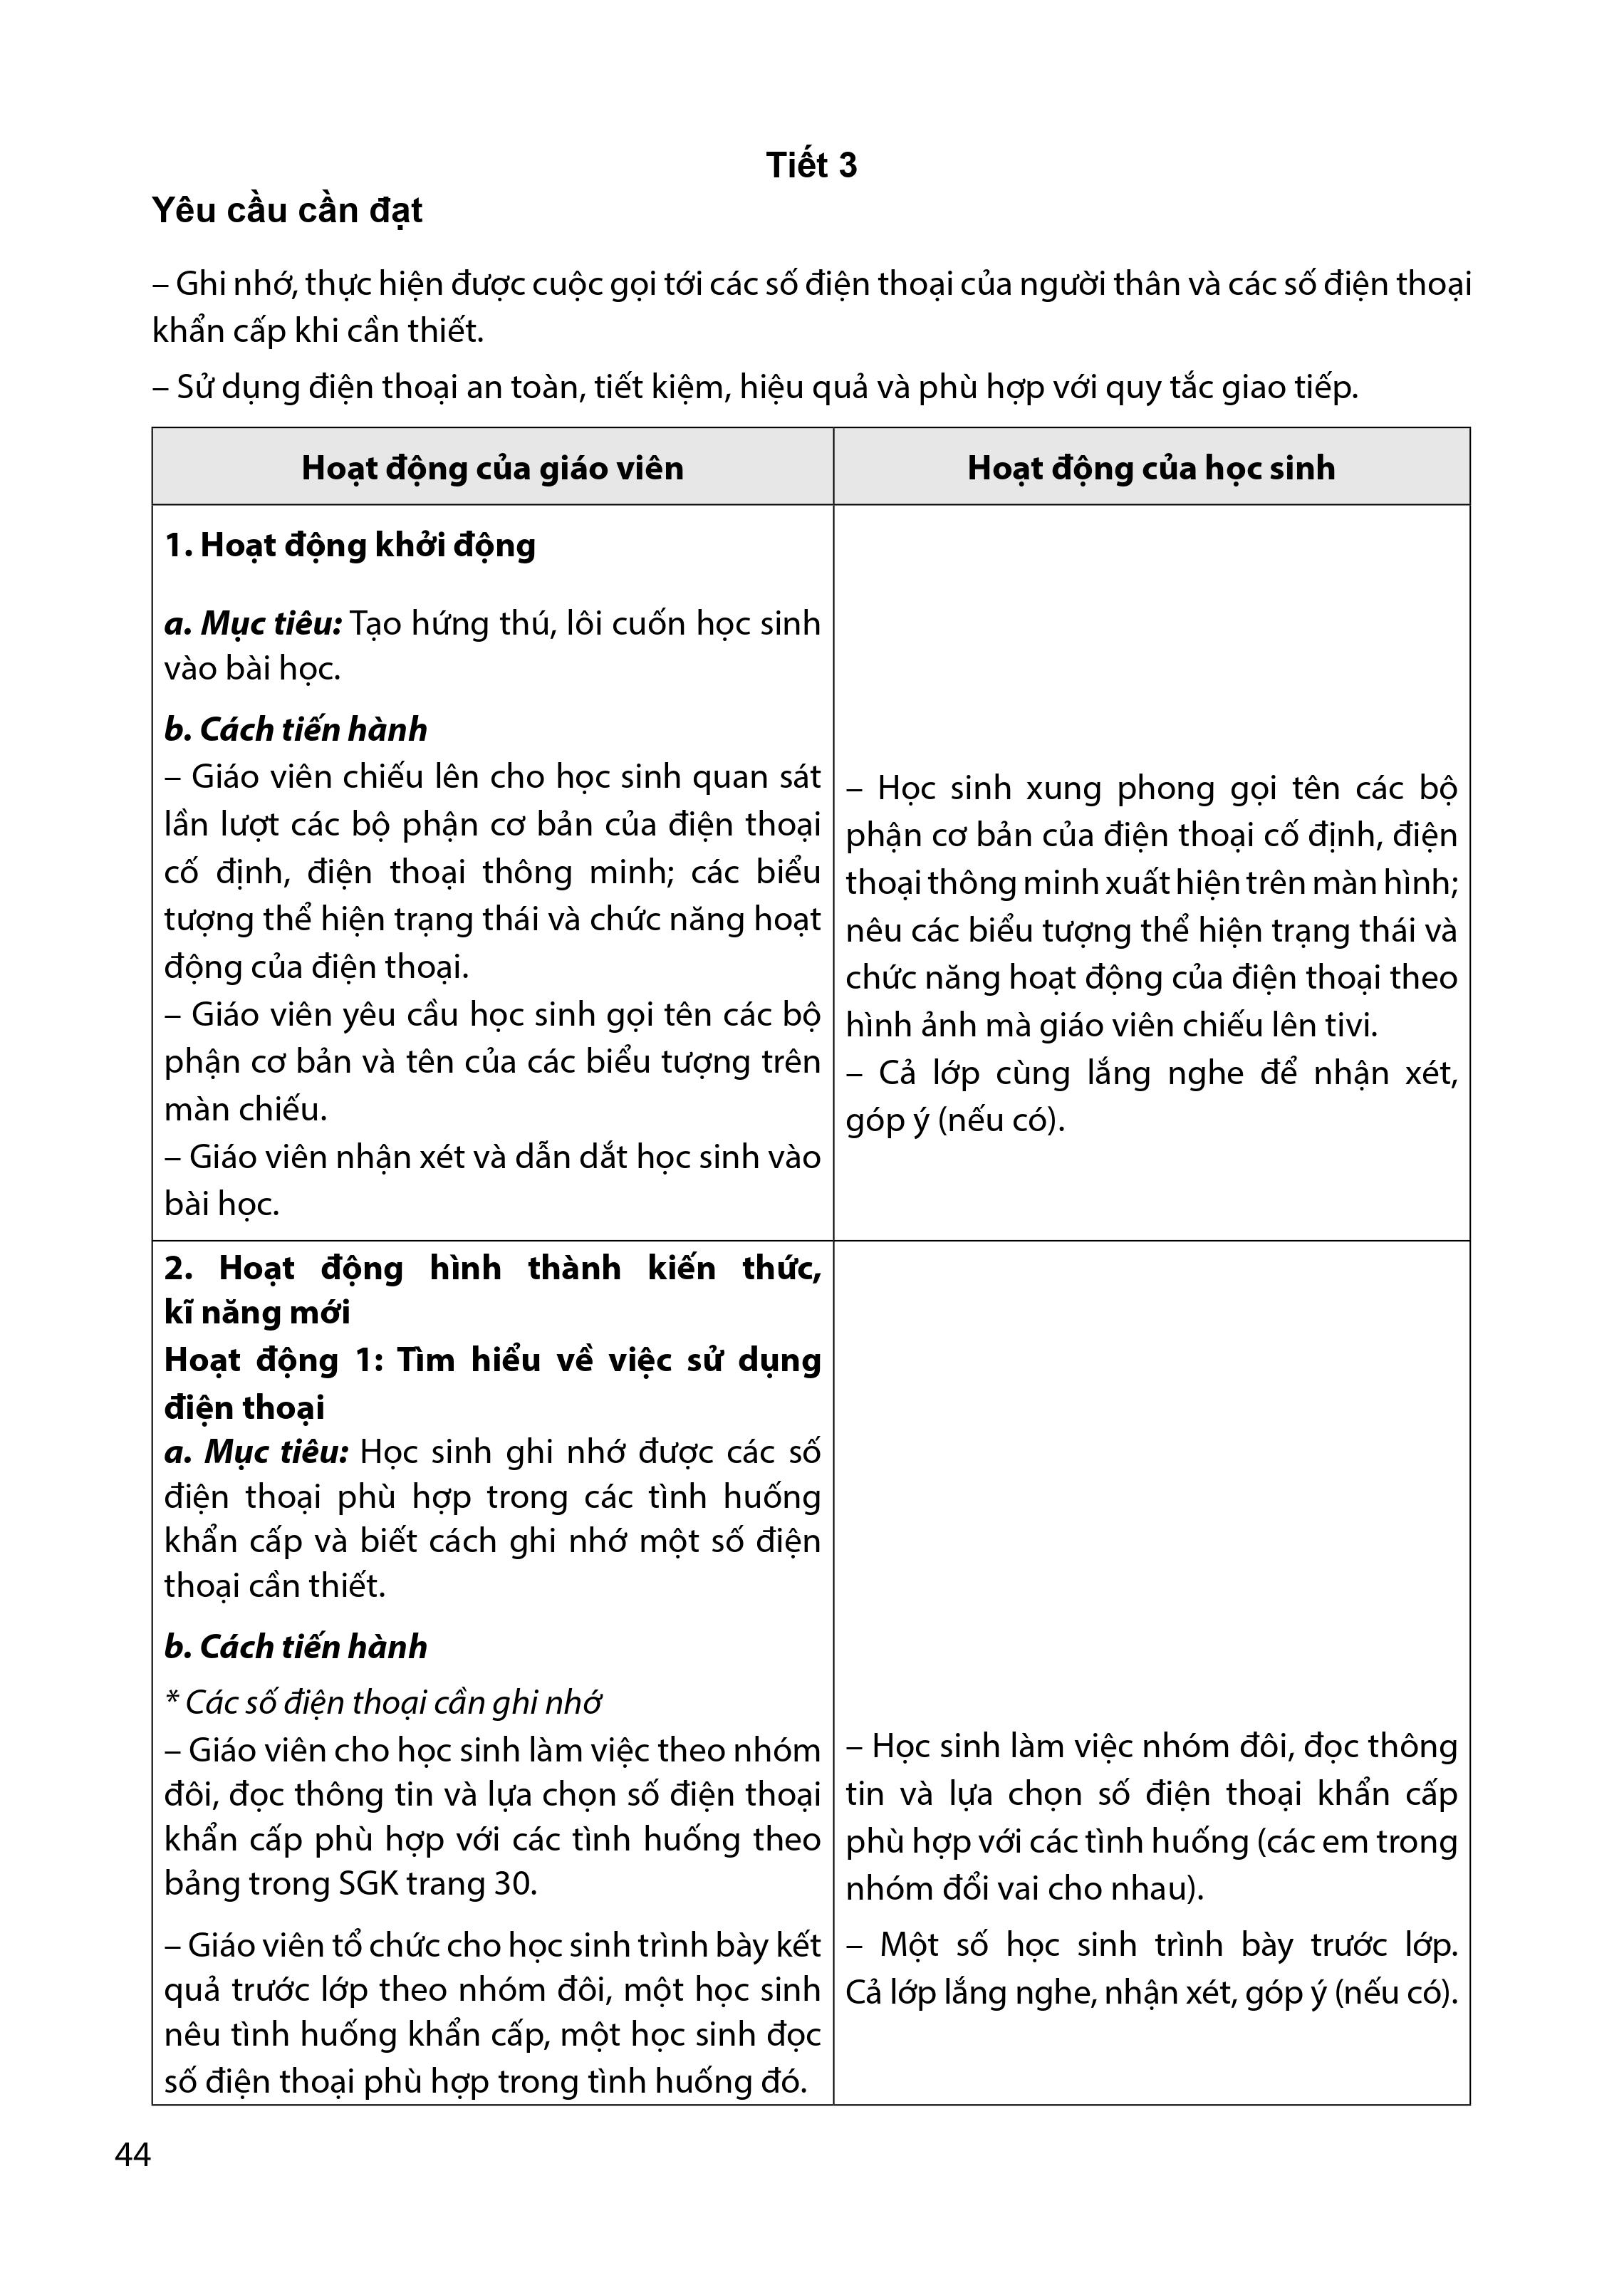 Tiết 3
Yêu cầu cần đạt
– Ghi nhớ, thực hiện được cuộc gọi tới các số điện thoại của người thân và các số điện thoại
khẩn cấp khi cần thiết.
– Sử dụng điện thoại an toàn, tiết kiệm, hiệu quả và phù hợp với quy tắc giao tiếp.
Hoạt động của giáo viên
Hoạt động của học sinh
1. Hoạt động khởi động
a. Mục tiêu: Tạo hứng thú, lôi cuốn học sinh
vào bài học.
b. Cách tiến hành
– Giáo viên chiếu lên cho học sinh quan sát
lần lượt các bộ phận cơ bản của điện thoại
cố định, điện thoại thông minh; các biểu
tượng thể hiện trạng thái và chức năng hoạt
động của điện thoại.
– Giáo viên yêu cầu học sinh gọi tên các bộ
phận cơ bản và tên của các biểu tượng trên
màn chiếu.
– Giáo viên nhận xét và dẫn dắt học sinh vào
bài học.
– Học sinh xung phong gọi tên các bộ
phận cơ bản của điện thoại cố định, điện
thoại thông minh xuất hiện trên màn hình;
nêu các biểu tượng thể hiện trạng thái và
chức năng hoạt động của điện thoại theo
hình ảnh mà giáo viên chiếu lên tivi.
– Cả lớp cùng lắng nghe để nhận xét,
góp ý (nếu có).
2. Hoạt động hình thành kiến thức,
kĩ năng mới
Hoạt động 1: Tìm hiểu về việc sử dụng
điện thoại
a. Mục tiêu: Học sinh ghi nhớ được các số
điện thoại phù hợp trong các tình huống
khẩn cấp và biết cách ghi nhớ một số điện
thoại cần thiết.
b. Cách tiến hành
* Các số điện thoại cần ghi nhớ
– Giáo viên cho học sinh làm việc theo nhóm
đôi, đọc thông tin và lựa chọn số điện thoại
khẩn cấp phù hợp với các tình huống theo
bảng trong SGK trang 30.
– Giáo viên tổ chức cho học sinh trình bày kết
quả trước lớp theo nhóm đôi, một học sinh
nêu tình huống khẩn cấp, một học sinh đọc
số điện thoại phù hợp trong tình huống đó.
– Học sinh làm việc nhóm đôi, đọc thông
tin và lựa chọn số điện thoại khẩn cấp
phù hợp với các tình huống (các em trong
nhóm đổi vai cho nhau).
– Một số học sinh trình bày trước lớp.
Cả lớp lắng nghe, nhận xét, góp ý (nếu có).
44